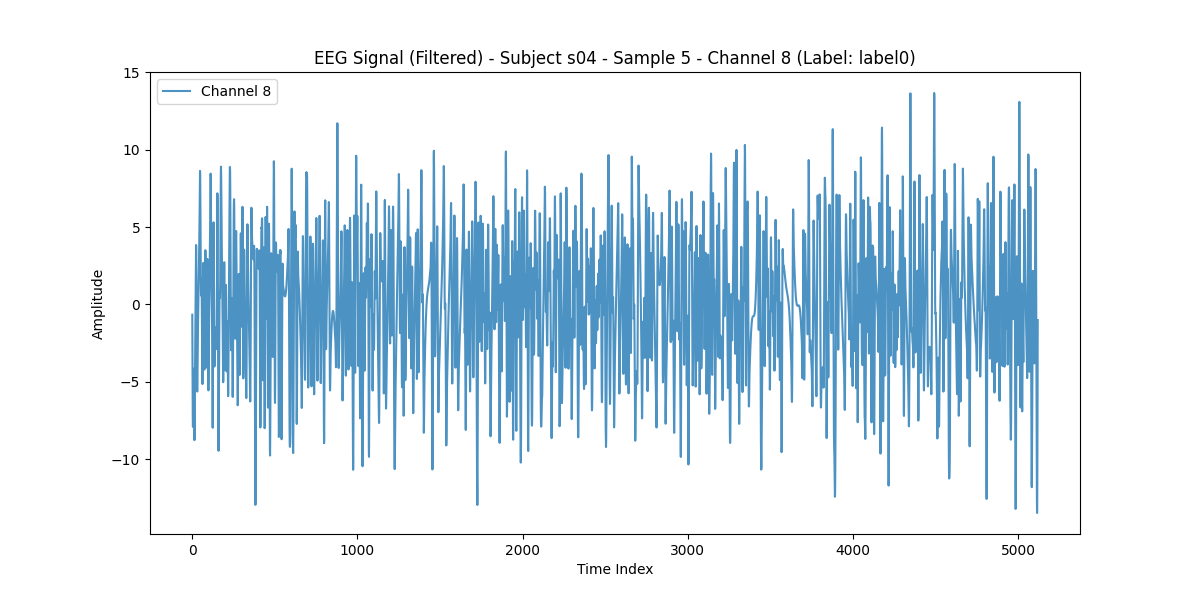 EEG Signal (Filtered) - Subject s04 - Sample 5 - Channel 8 (Label: label0)
Channel 8
15
10
5
0
−5
−10
Amplitude
0 1000 2000 3000 4000 5000
Time Index